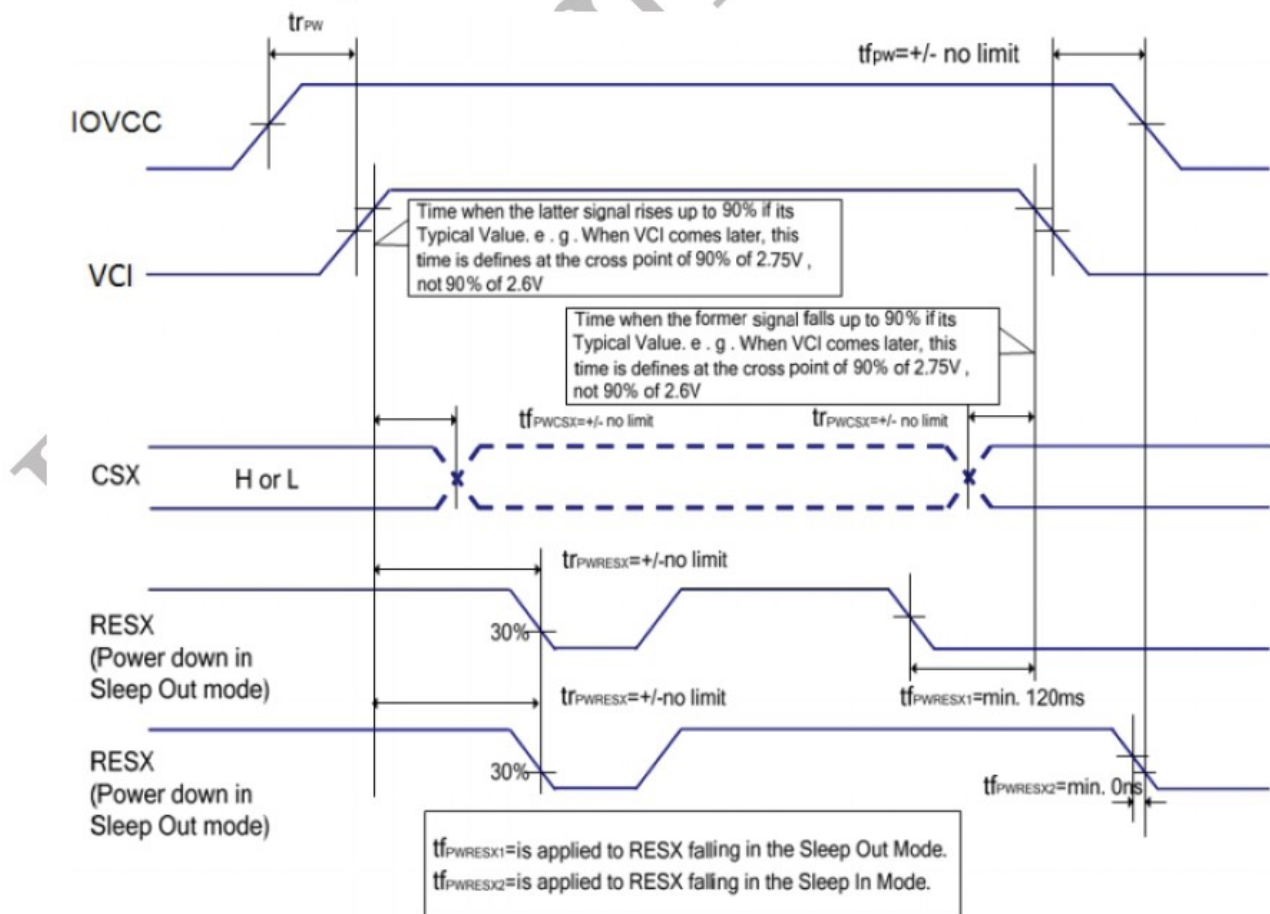 trPW
tfpw=+/- no limit
IOVCC
Time when the latter signal rises up to 90% if its
Typical Value. e . g . When VCI comes later, this
time is defines at the cross point of 90% of 2.75V ,
not 90% of 2.6V
VCI
Time when the former signal falls up to 90% if its
Typical Value. e . g . When VCI comes later, this
time is defines at the cross point of 90% of 2.75V ,
not 90% of 2.6V
tfPWCSX=+/- no limit
trPWCSX=+/- no limit
CSX
H or L
trPWRESX=+/-no limit
RESX
(Power down in
Sleep Out mode)
30%
tfPWRESX1=min. 120ms
trPWRESX=+/-no limit
RESX
(Power down in
Sleep Out mode)
30%
tfPWRESX2=min. 0ns
tfPWRESX1=is applied to RESX falling in the Sleep Out Mode.
tfPWRESX2=is applied to RESX falling in the Sleep In Mode.